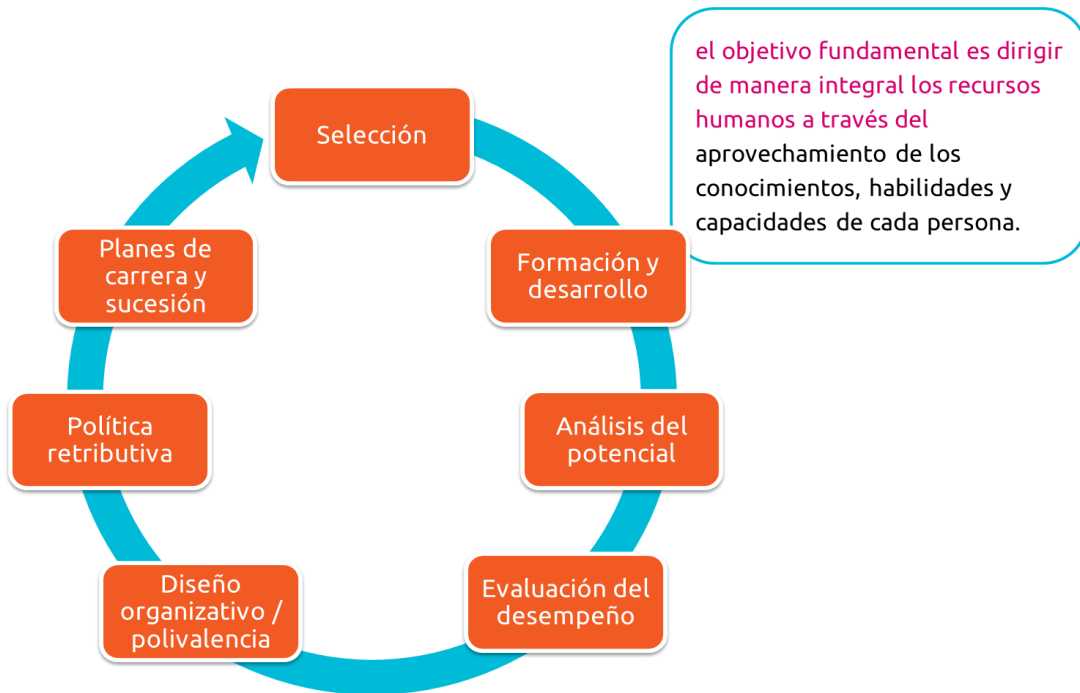 el objetivo fundamental es dirigir
de manera integral los recursos
humanos a través del
aprovechamiento de los
conocimientos, habilidades y
capacidades de cada persona.
Selección
Formación y
desarrollo
Análisis del
potencial
Evaluación del
desempeño
Diseño
organizativo /
polivalencia
Política
retributiva
Planes de
carrera y
sucesión